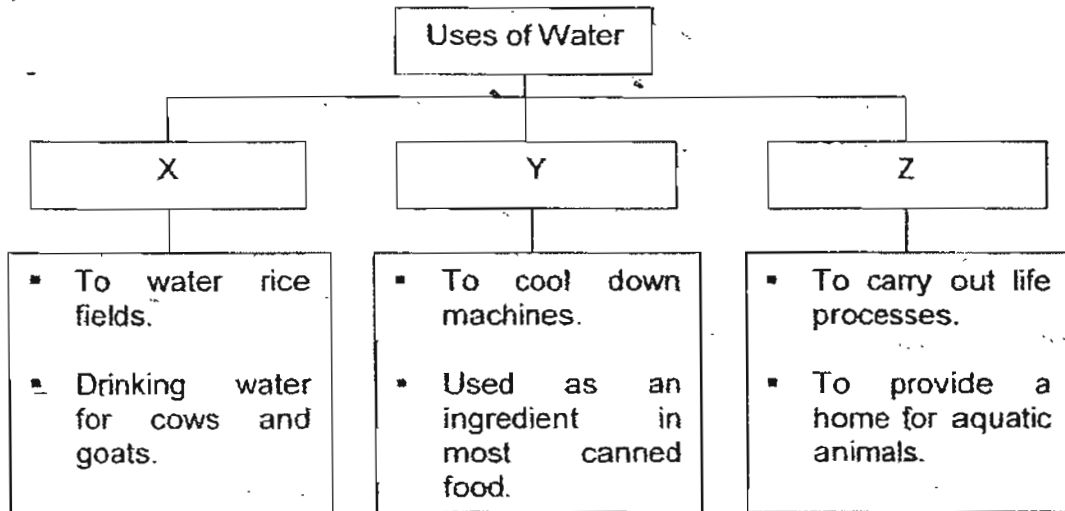 Uses of Water
X
Y
Z
▪ To water rice
fields.
▪ Drinking water
for cows and
goats.
▪ To cool down
machines.
▪ Used as an
ingredient in
most canned
food.
▪ To carry out life
processes.
▪ To provide a
home for aquatic
animals.